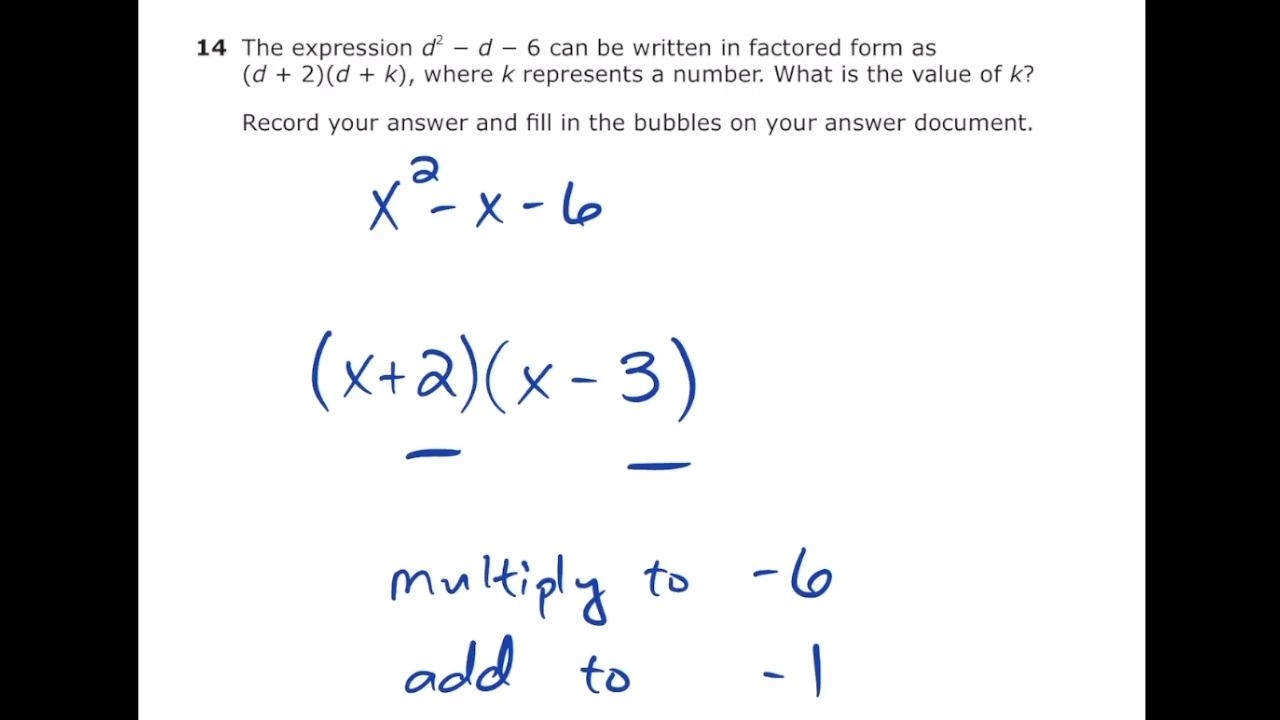 14 The expression d² − d − 6 can be written in factored form as
(d + 2)(d + k), where k represents a number. What is the value of k?
Record your answer and fill in the bubbles on your answer document.
x² - x - 6
(x+2)(x - 3)
multiply to -6
add to -1